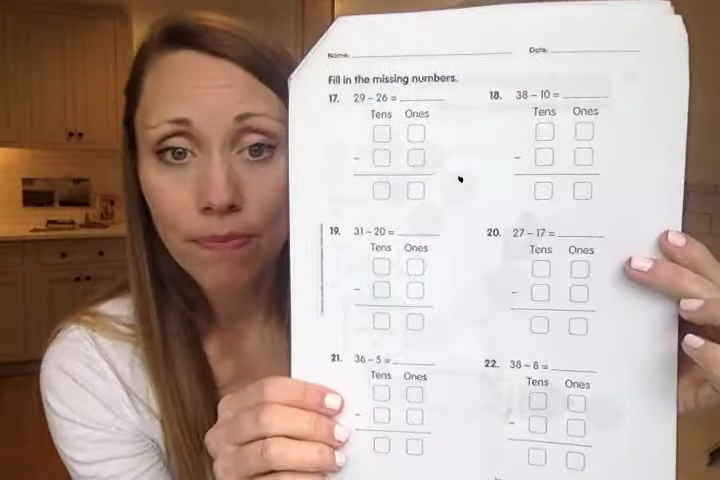 Name: Date:
Fill in the missing numbers.
17. 29 – 26 = 18. 38 – 10 =
Tens Ones Tens Ones
– –
19. 31 – 20 = 20. 27 – 17 =
Tens Ones Tens Ones
– –
21. 36 – 5 = 22. 38 – 8 =
Tens Ones Tens Ones
– –